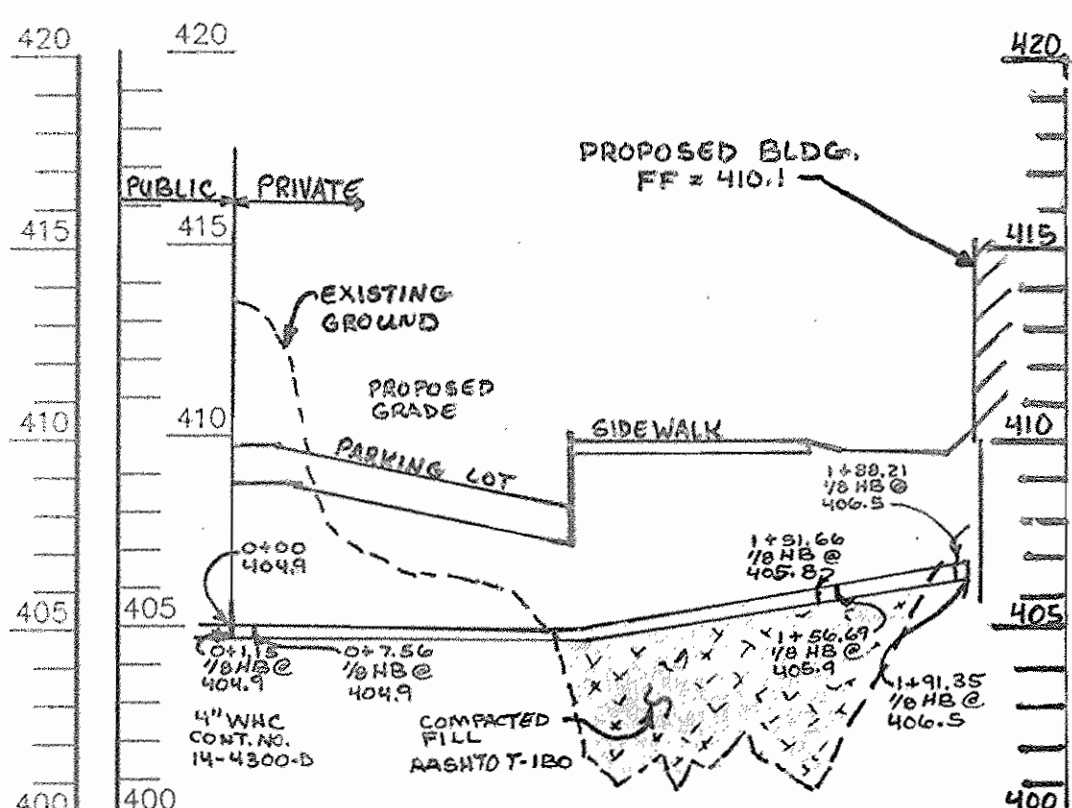 420
420
420
PROPOSED BLDG.
FF = 410.1
PUBLIC
PRIVATE
415
415
415
EXISTING
GROUND
PROPOSED
GRADE
410
410
410
PARKING LOT
SIDEWALK
1+88.21
1/8 HB @
406.5
0+00
404.9
1+51.66
1/8 HB @
405.82
405
405
405
0+1.15
1/8 HB @
404.9
0+7.56
1/8 HB @
404.9
1+56.69
1/8 HB @
405.9
1+91.35
1/8 HB @
406.5
4" WHC
CONT. NO.
14-4300-D
COMPACTED
FILL
AASHTO T-180
400
400
400